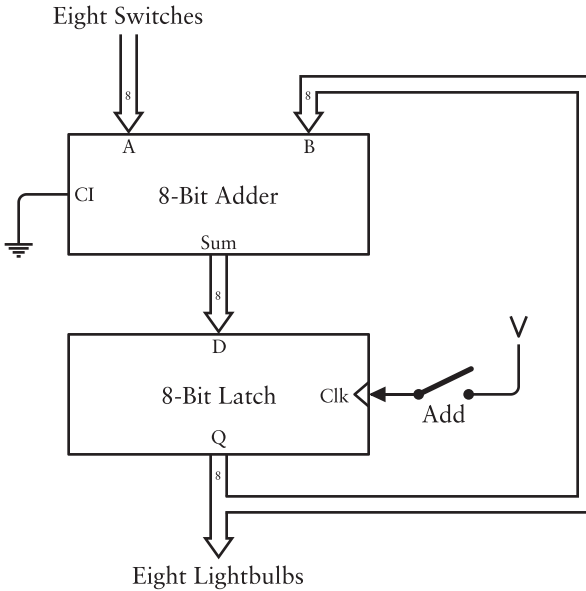 Eight Switches
8
8
A
B
CI
8-Bit Adder
Sum
8
D
V
8-Bit Latch
Clk
Add
Q
8
Eight Lightbulbs